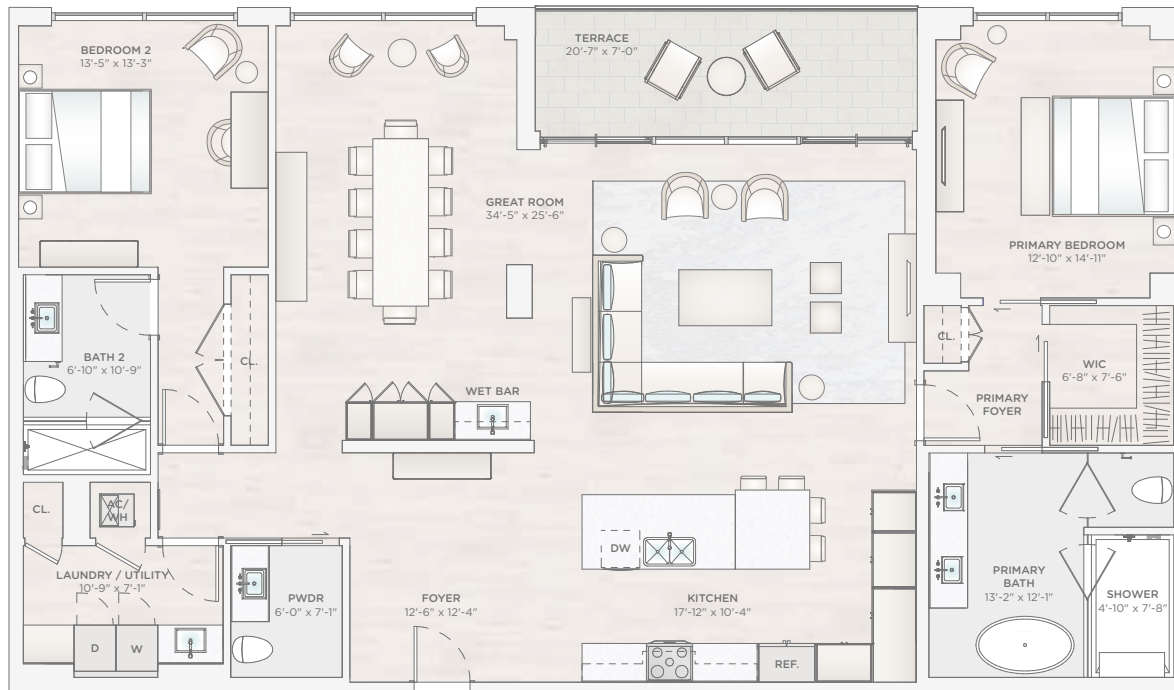 BEDROOM 2
13'-5" x 13'-3"
TERRACE
20'-7" x 7'-0"
GREAT ROOM
34'-5" x 25'-6"
PRIMARY BEDROOM
12'-10" x 14'-11"
BATH 2
6'-10" x 10'-9"
CL.
WET BAR
CL.
WIC
6'-8" x 7'-6"
PRIMARY
FOYER
CL.
AC/
WH
LAUNDRY / UTILITY
10'-9" x 7'-1"
D
W
PWDR
6'-0" x 7'-1"
FOYER
12'-6" x 12'-4"
DW
KITCHEN
17'-12" x 10'-4"
REF.
PRIMARY
BATH
13'-2" x 12'-1"
SHOWER
4'-10" x 7'-8"